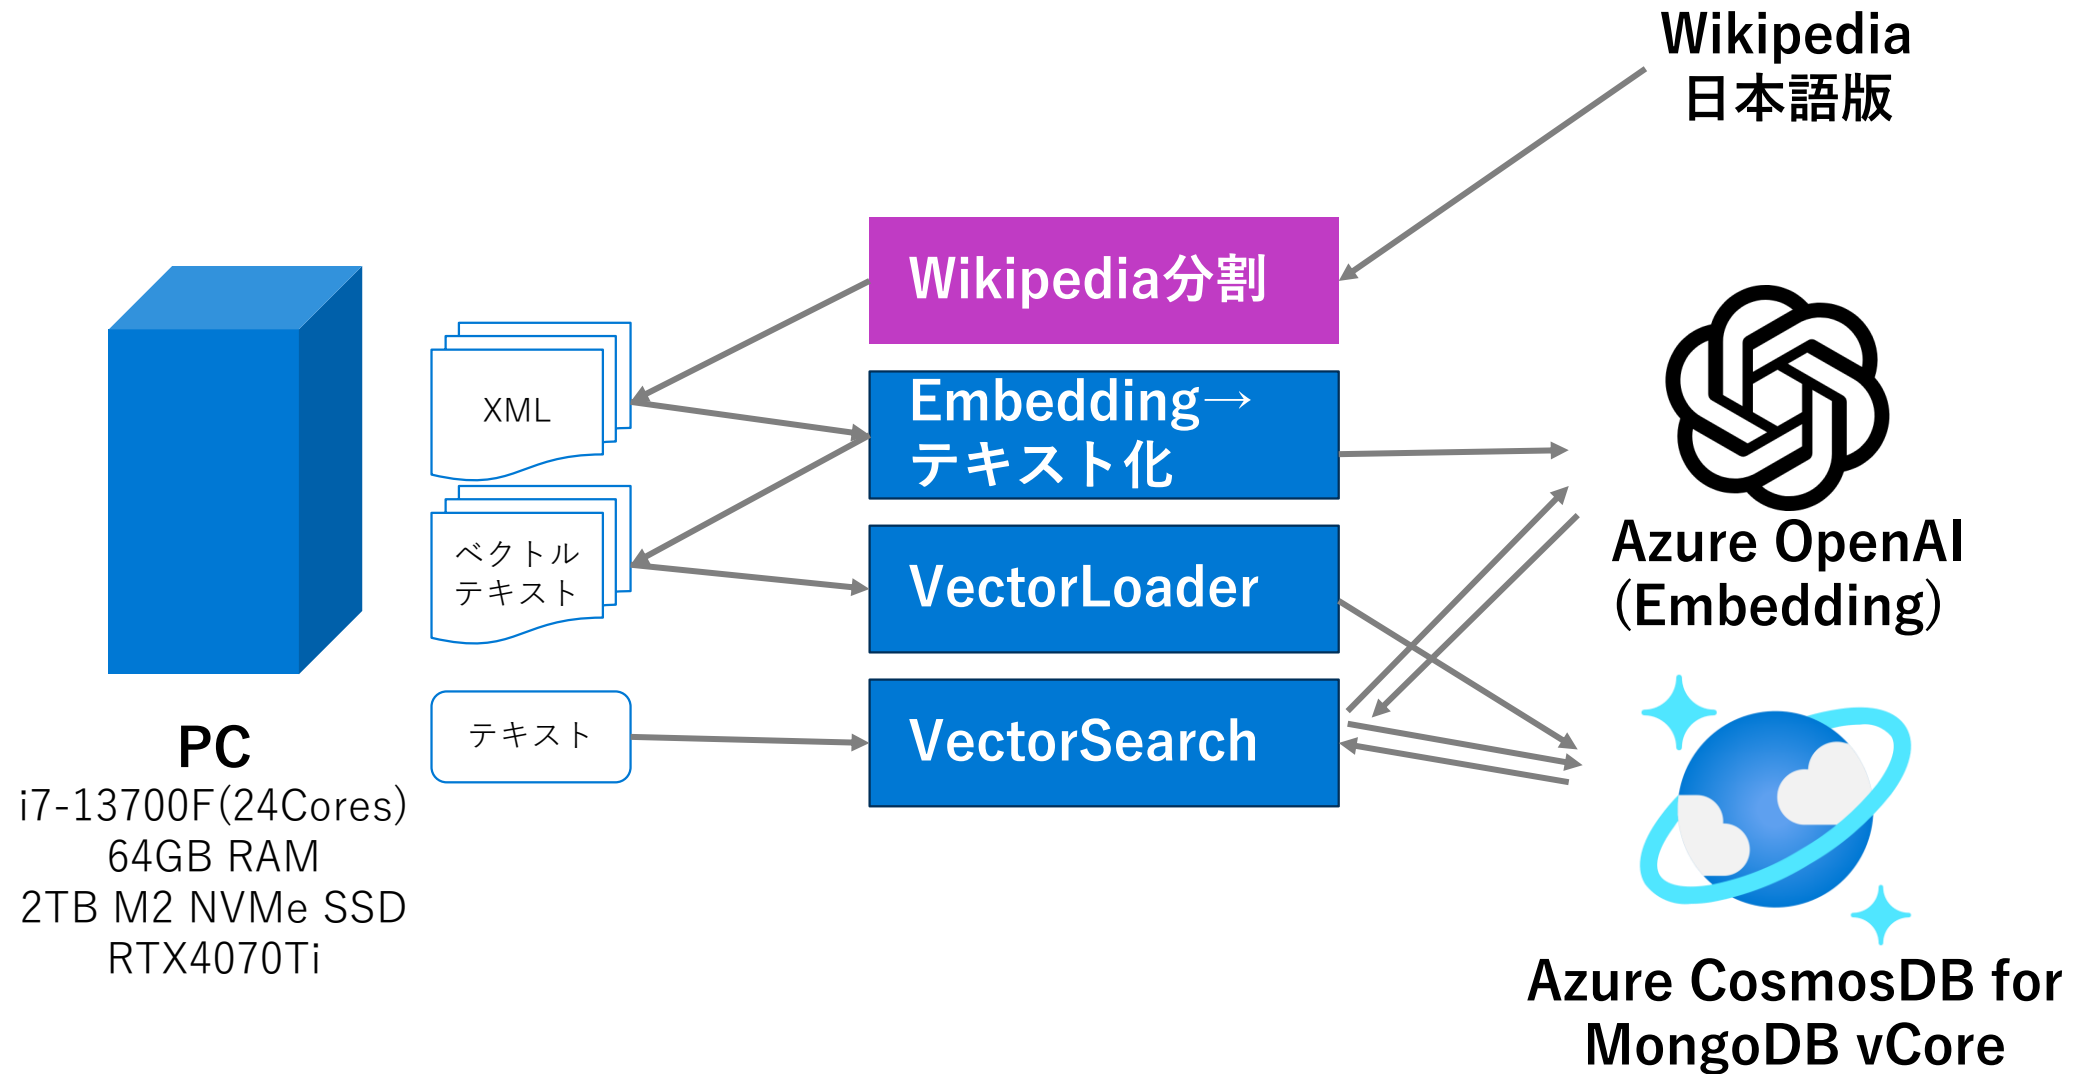 Wikipedia
日本語版
Wikipedia分割
XML
Embedding→
テキスト化
ベクトル
テキスト
VectorLoader
Azure OpenAI
(Embedding)
テキスト
VectorSearch
PC
i7-13700F(24Cores)
64GB RAM
2TB M2 NVMe SSD
RTX4070Ti
Azure CosmosDB for
MongoDB vCore